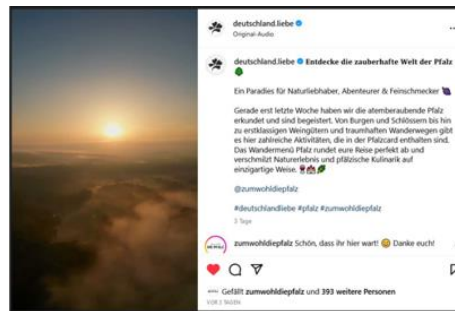 deutschland.liebe
Original-Audio
deutschland.liebe Entdecke die zauberhafte Welt der Pfalz
Ein Paradies für Naturliebhaber, Abenteurer & Feinschmecker
Gerade erst letzte Woche haben wir die atemberaubende Pfalz
erkundet und sind begeistert. Von Burgen und Schlössern bis hin
zu erstklassigen Weingütern und traumhaften Wanderwegen gibt
es hier zahlreiche Aktivitäten, die in der Pfalzcard enthalten sind.
Das Wandermenü Pfalz rundet eure Reise perfekt ab und
verschmilzt Naturerlebnis und pfälzische Kulinarik auf
einzigartige Weise.
@zumwohldiepfalz
#deutschlandliebe #pfalz #zumwohldiepfalz
3 Tage
zumwohldiepfalz Schön, dass ihr hier wart! Danke euch!
Gefällt zumwohldiepfalz und 393 weitere Personen
VOR 3 TAGEN